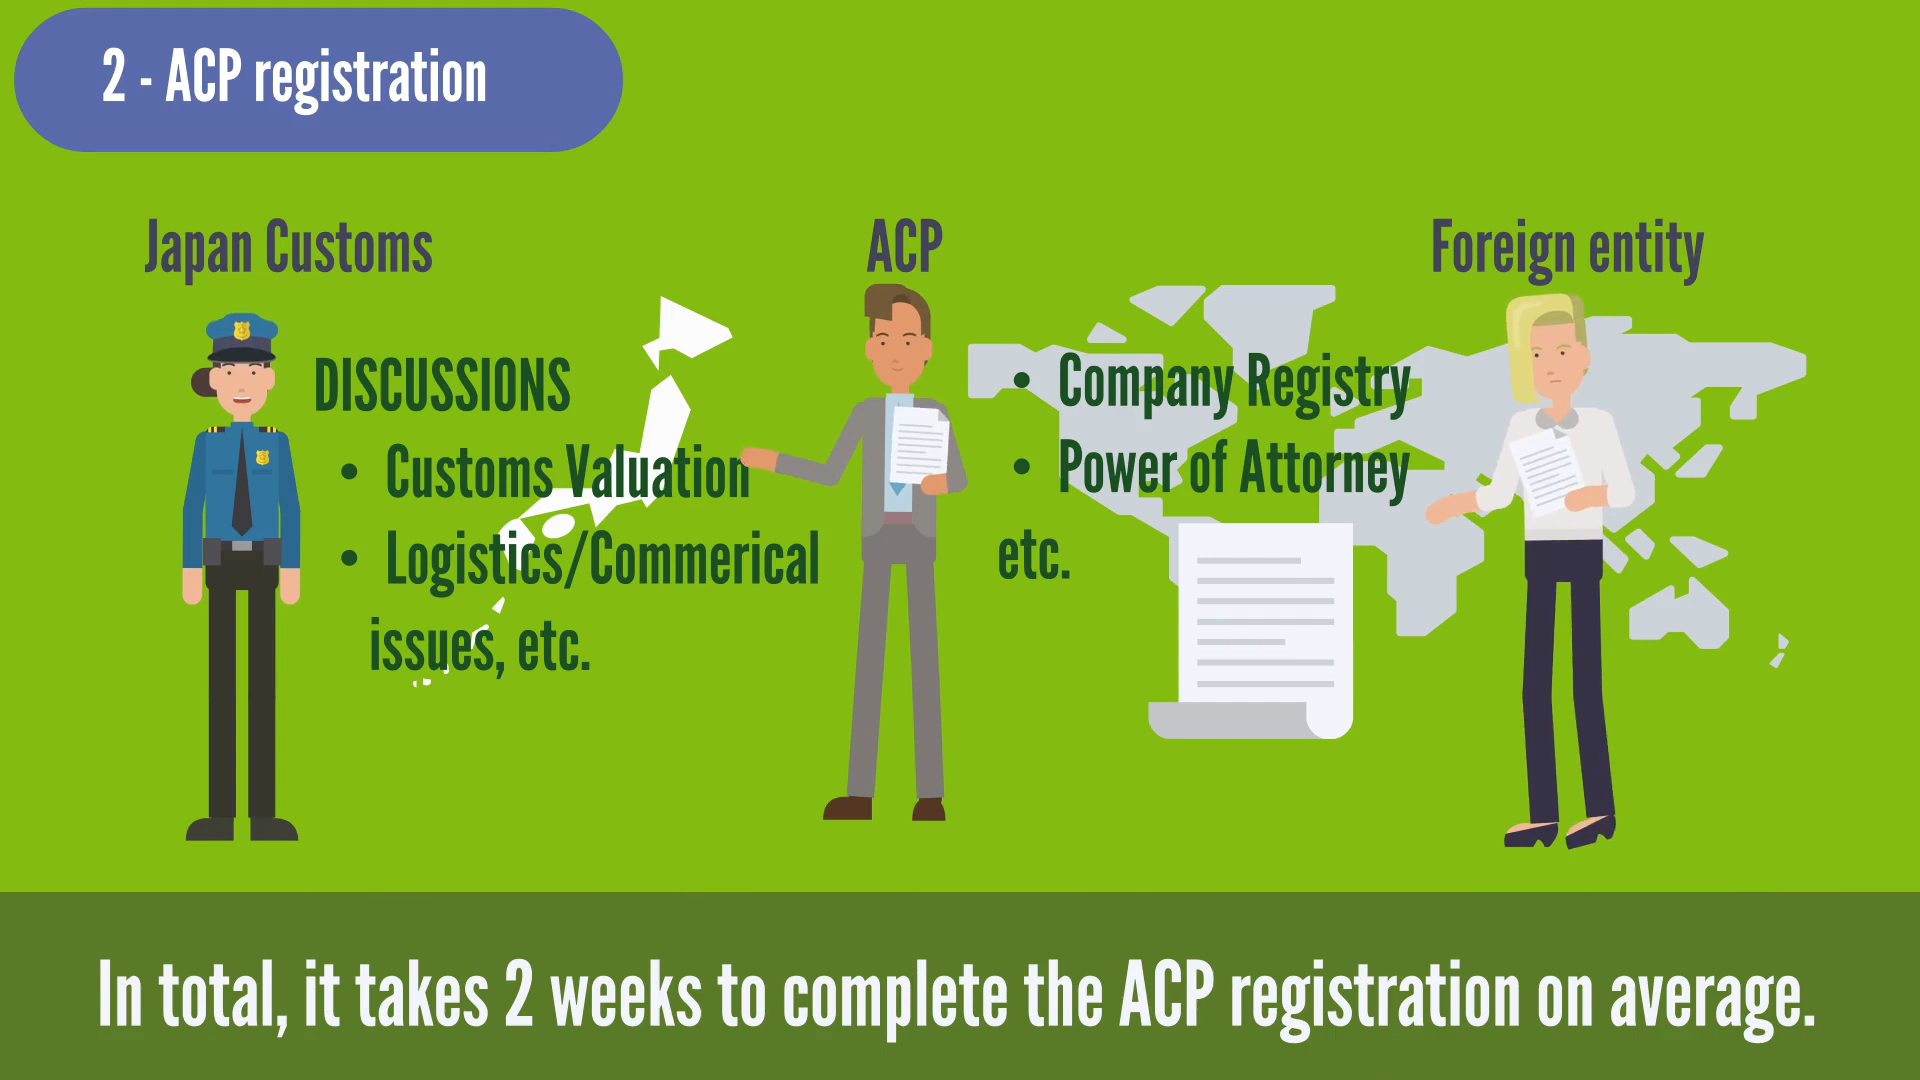 2 - ACP registration
Japan Customs
ACP
Foreign entity
DISCUSSIONS
• Customs Valuation
• Logistics/Commerical
issues, etc.
• Company Registry
• Power of Attorney
etc.
In total, it takes 2 weeks to complete the ACP registration on average.